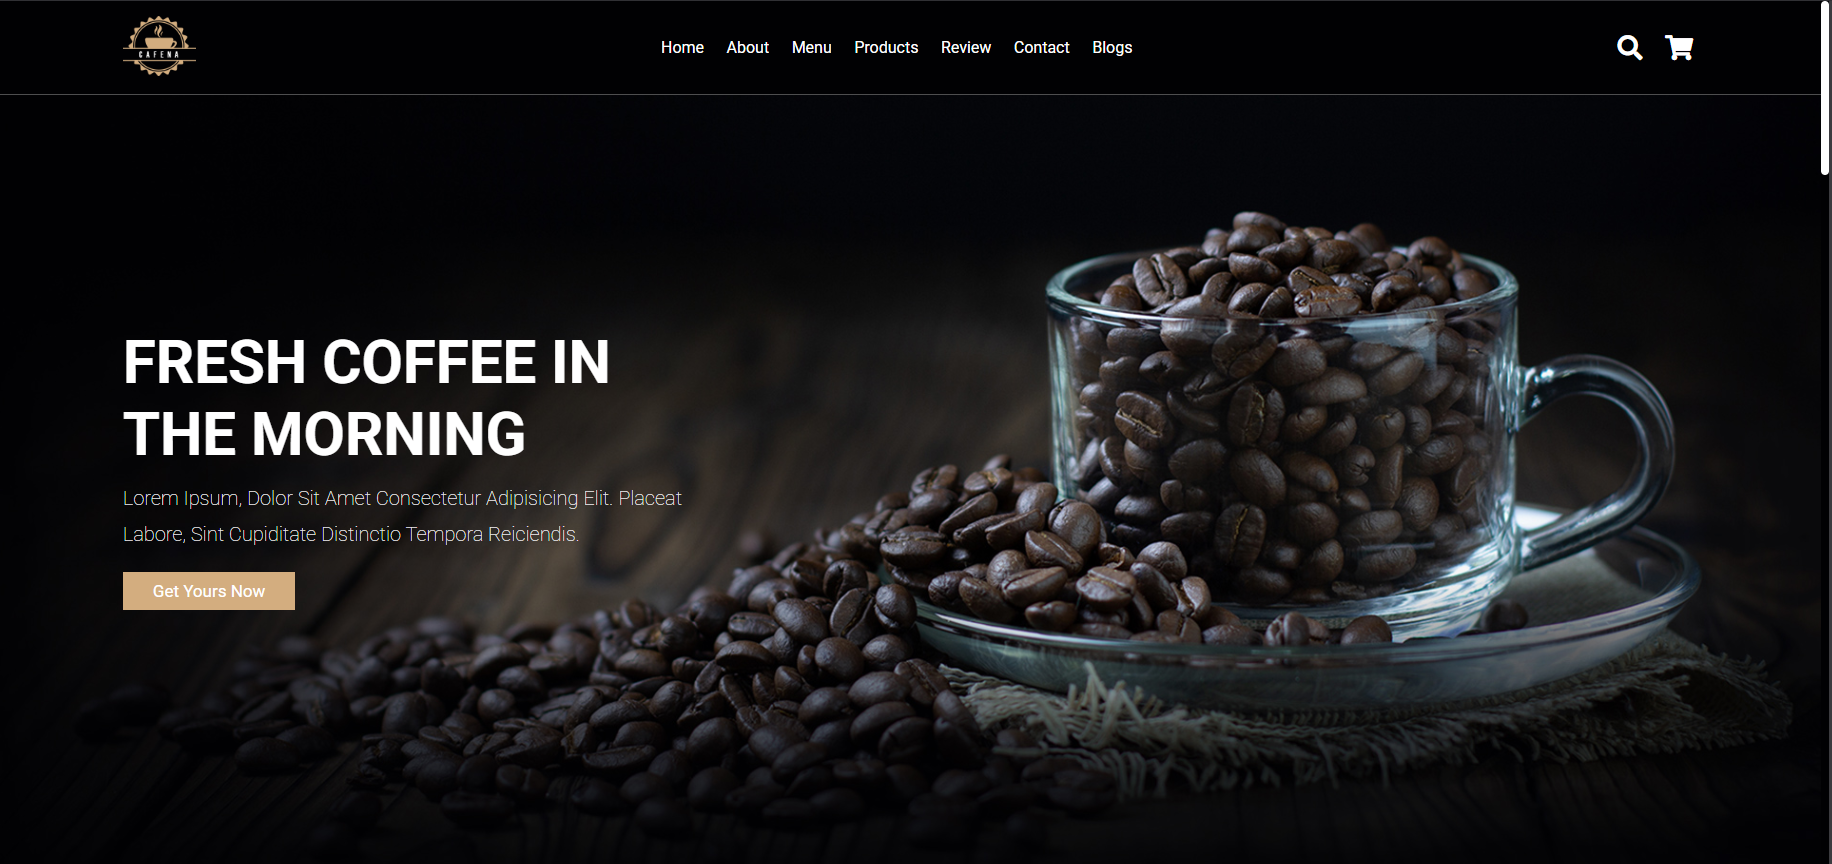 CAFENA
Home About Menu Products Review Contact Blogs
FRESH COFFEE IN
THE MORNING
Lorem Ipsum, Dolor Sit Amet Consectetur Adipisicing Elit. Placeat
Labore, Sint Cupiditate Distinctio Tempora Reiciendis.
Get Yours Now